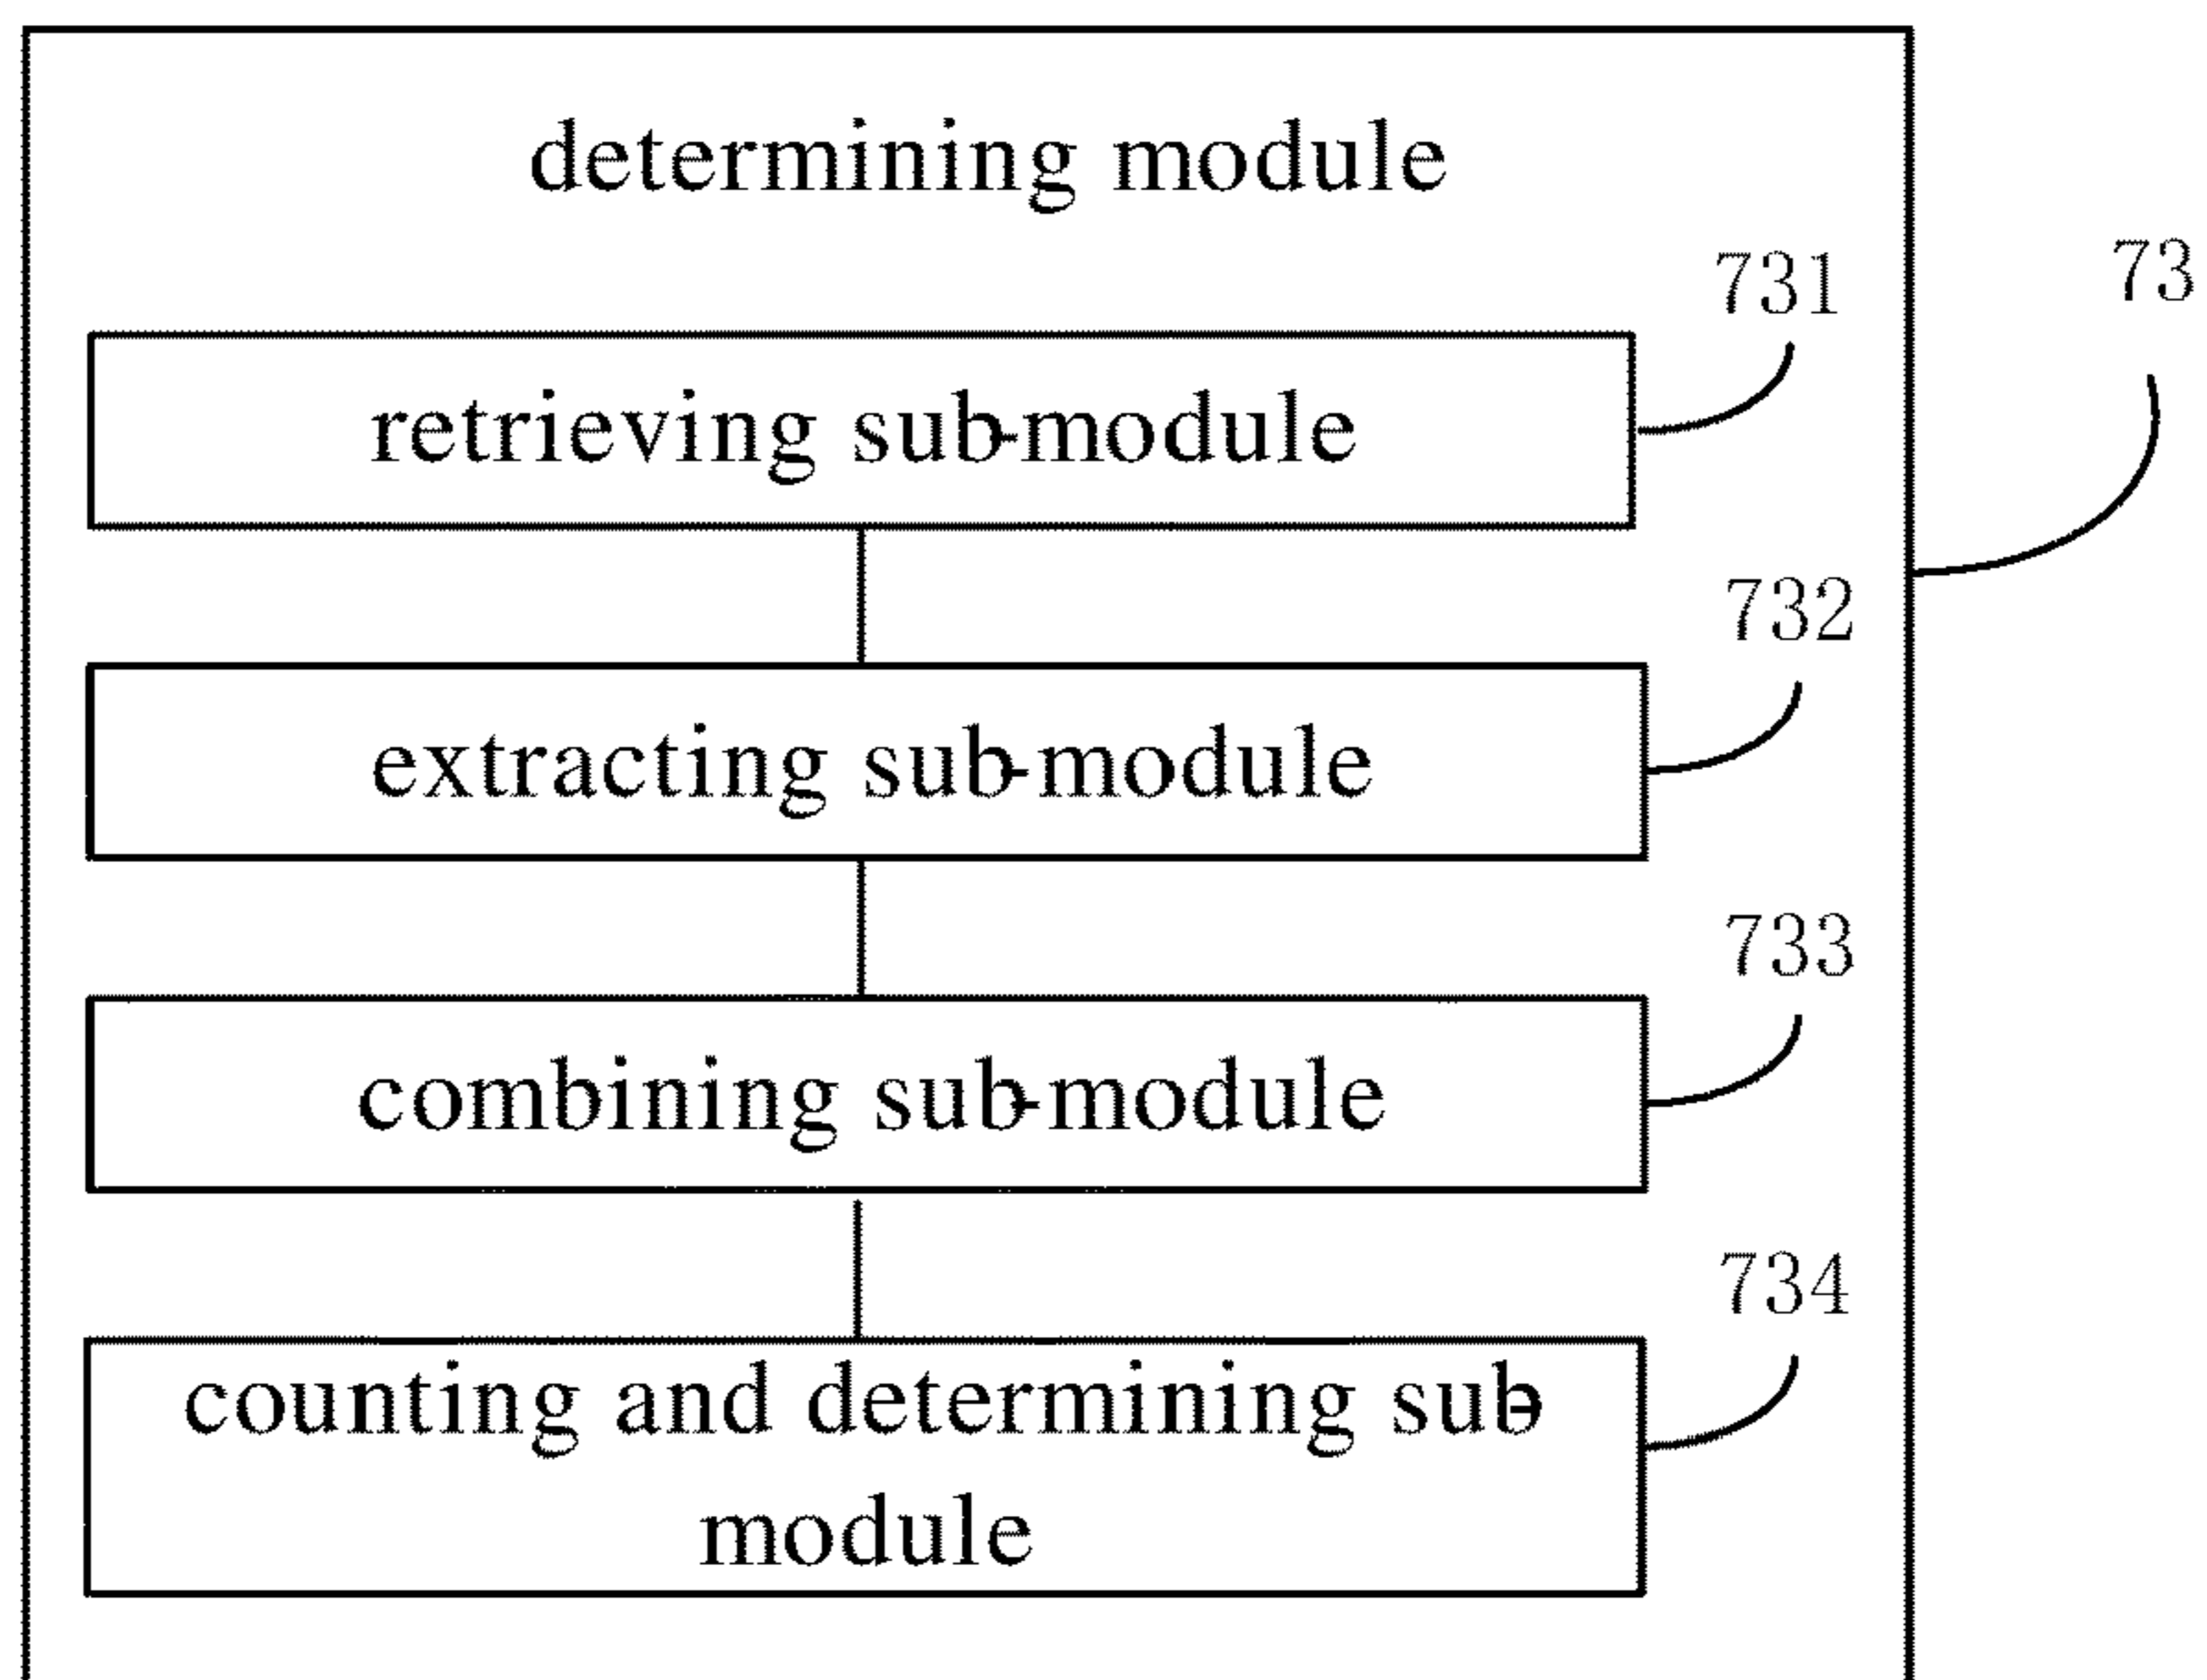 determining module
731
73
retrieving sub-module
732
extracting sub-module
733
combining sub-module
734
counting and determining sub-
module